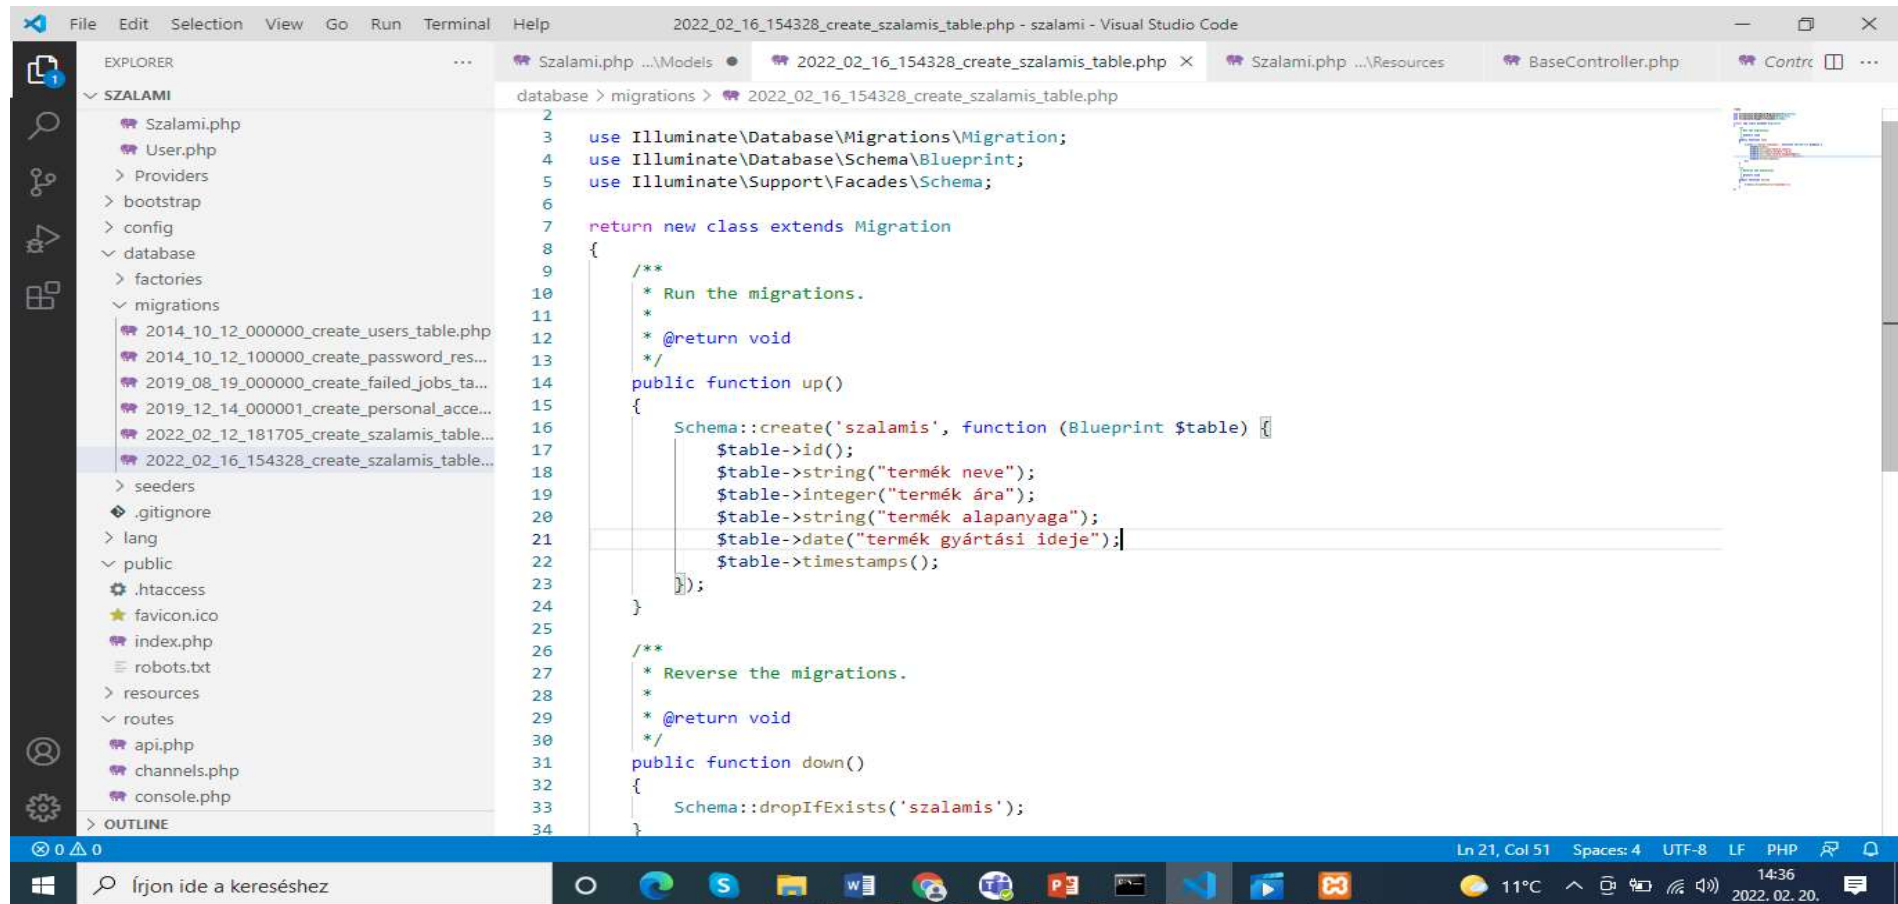 File Edit Selection View Go Run Terminal Help 2022_02_16_154328_create_szalamis_table.php - szalami - Visual Studio Code
EXPLORER ...
Szalami.php ...\Models 2022_02_16_154328_create_szalamis_table.php Szalami.php ...\Resources BaseController.php Contrc ...
SZALAMI
database > migrations > 2022_02_16_154328_create_szalamis_table.php
Szalami.php
User.php
Providers
bootstrap
config
database
factories
migrations
2014_10_12_000000_create_users_table.php
2014_10_12_100000_create_password_res...
2019_08_19_000000_create_failed_jobs_ta...
2019_12_14_000001_create_personal_acce...
2022_02_12_181705_create_szalamis_table...
2022_02_16_154328_create_szalamis_table...
seeders
.gitignore
lang
public
.htaccess
favicon.ico
index.php
robots.txt
resources
routes
api.php
channels.php
console.php
OUTLINE
2
3 use Illuminate\Database\Migrations\Migration;
4 use Illuminate\Database\Schema\Blueprint;
5 use Illuminate\Support\Facades\Schema;
6
7 return new class extends Migration
8 {
9 /**
10 * Run the migrations.
11 *
12 * @return void
13 */
14 public function up()
15 {
16 Schema::create('szalamis', function (Blueprint $table) {
17 $table->id();
18 $table->string("termék neve");
19 $table->integer("termék ára");
20 $table->string("termék alapanyaga");
21 $table->date("termék gyártási ideje");
22 $table->timestamps();
23 });
24 }
25
26 /**
27 * Reverse the migrations.
28 *
29 * @return void
30 */
31 public function down()
32 {
33 Schema::dropIfExists('szalamis');
34 }
0 0 Ln 21, Col 51 Spaces: 4 UTF-8 LF PHP
Írjon ide a kereséshez 11°C 14:36
2022. 02. 20.